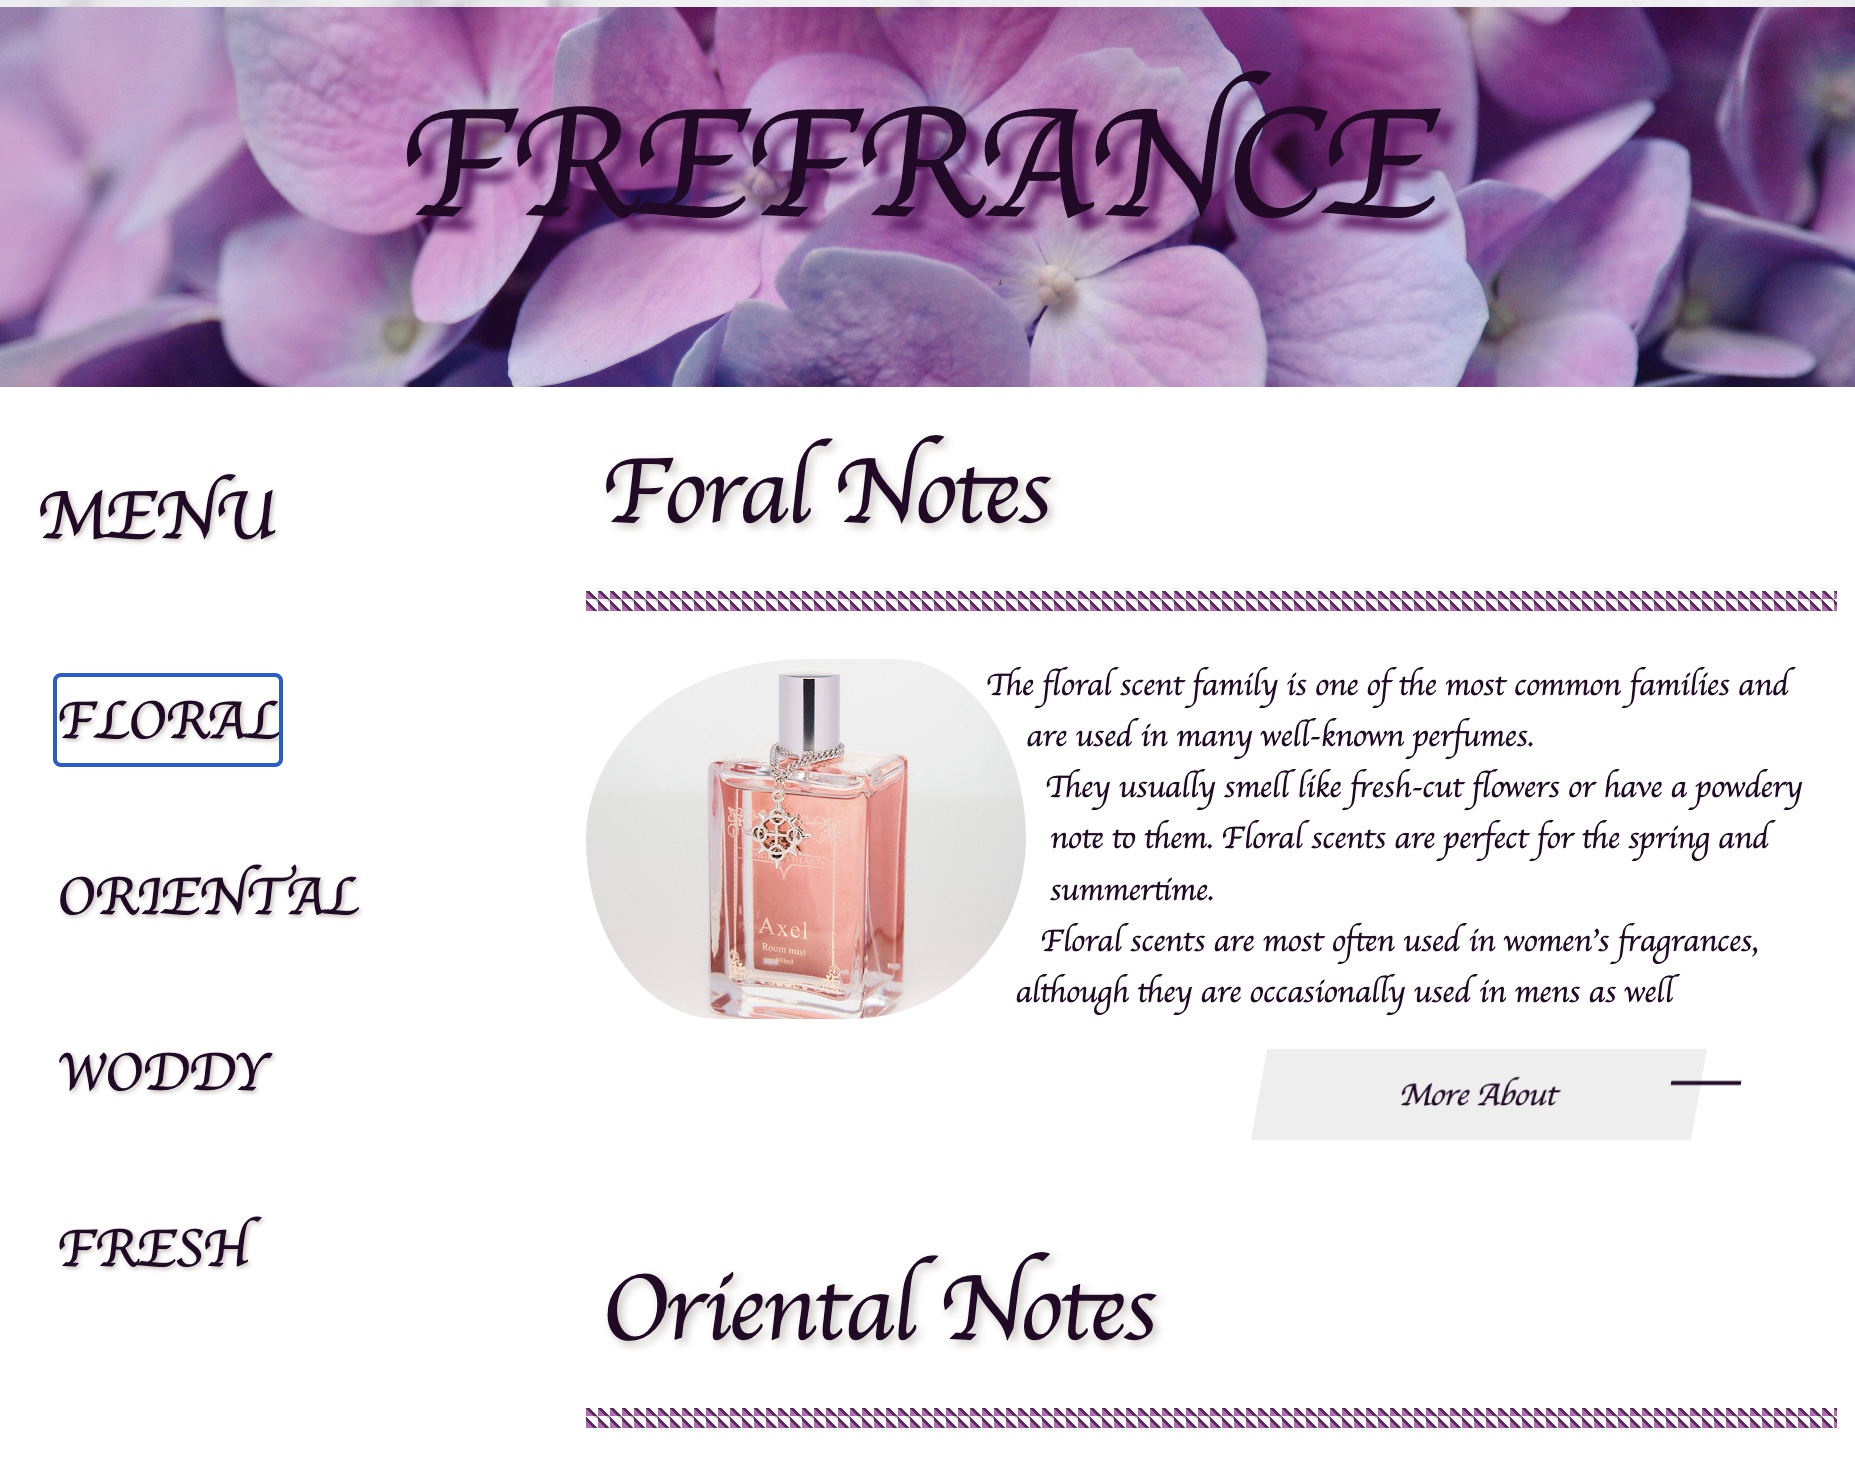 FREFRANCE
MENU
FLORAL
ORIENTAL
WODDY
FRESH
Foral Notes
The floral scent family is one of the most common families and
are used in many well-known perfumes.
They usually smell like fresh-cut flowers or have a powdery
note to them. Floral scents are perfect for the spring and
summertime.
Floral scents are most often used in women's fragrances,
although they are occasionally used in mens as well
Axel
Room mist
More About
Oriental Notes